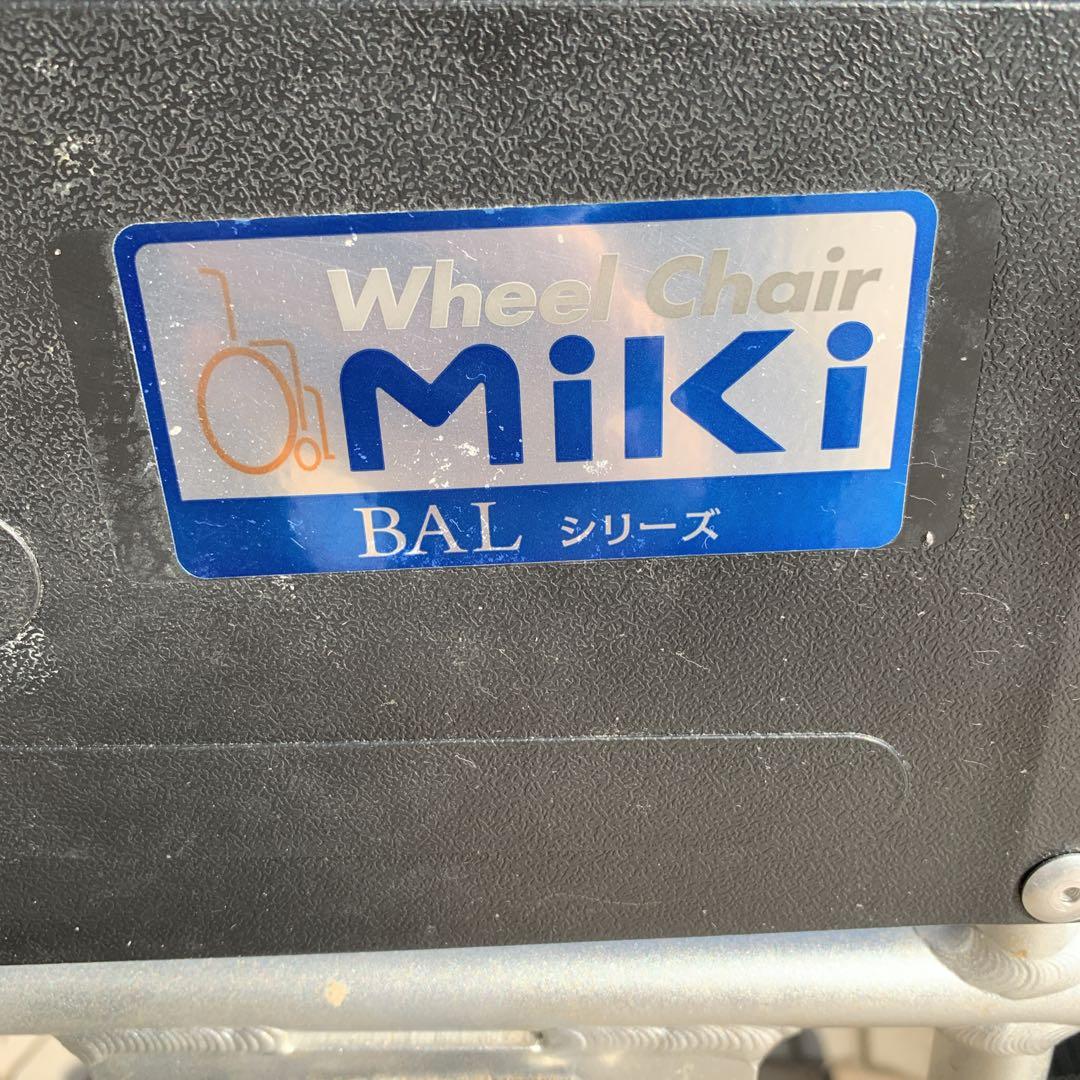 Wheel Chair
MiKi
BAL シリーズ